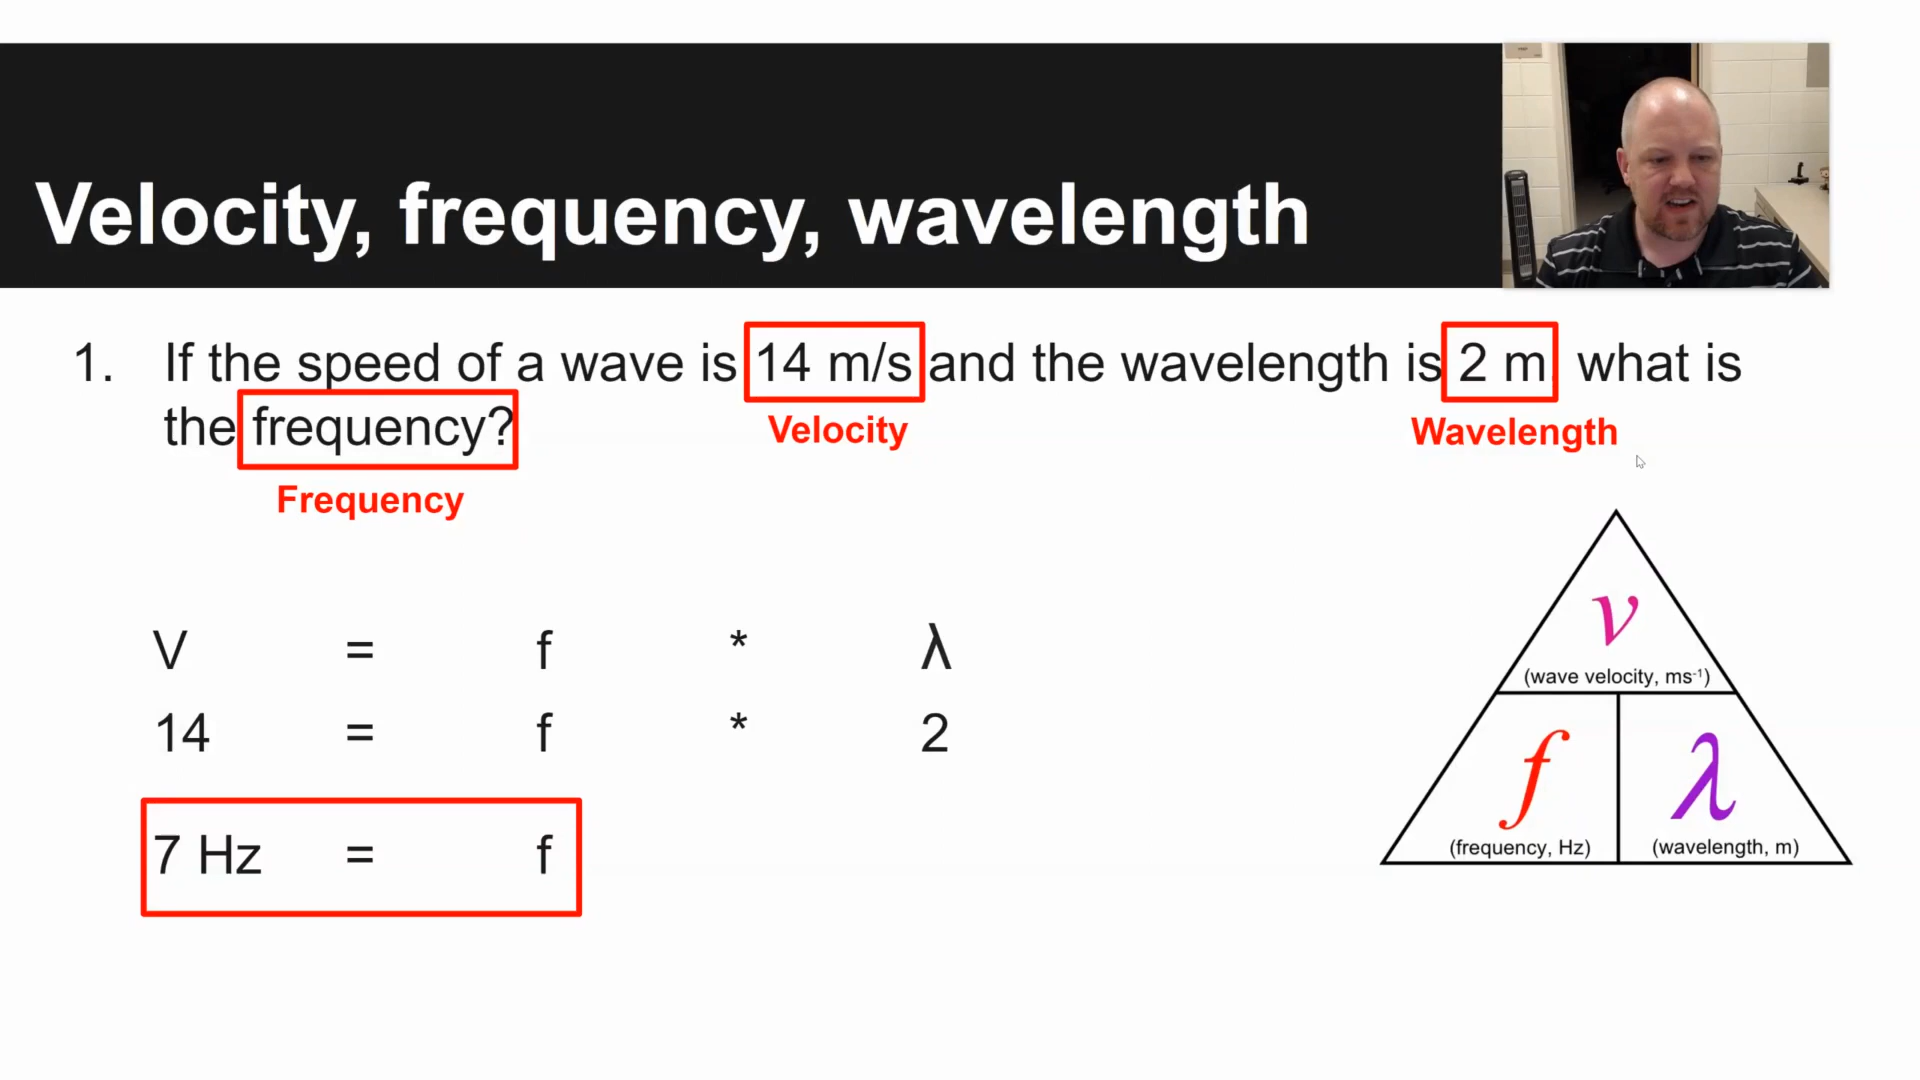 Velocity, frequency, wavelength
1. If the speed of a wave is 14 m/s and the wavelength is 2 m what is
the frequency?
Velocity
Wavelength
Frequency
V = f * λ
14 = f * 2
7 Hz = f
v
(wave velocity, ms⁻¹)
f λ
(frequency, Hz) (wavelength, m)